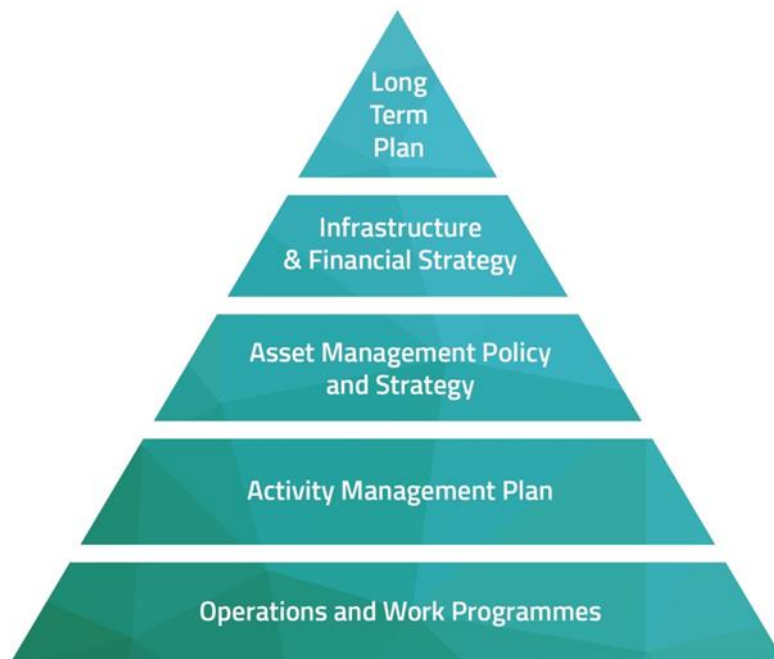 Long
Term
Plan
Infrastructure
& Financial Strategy
Asset Management Policy
and Strategy
Activity Management Plan
Operations and Work Programmes